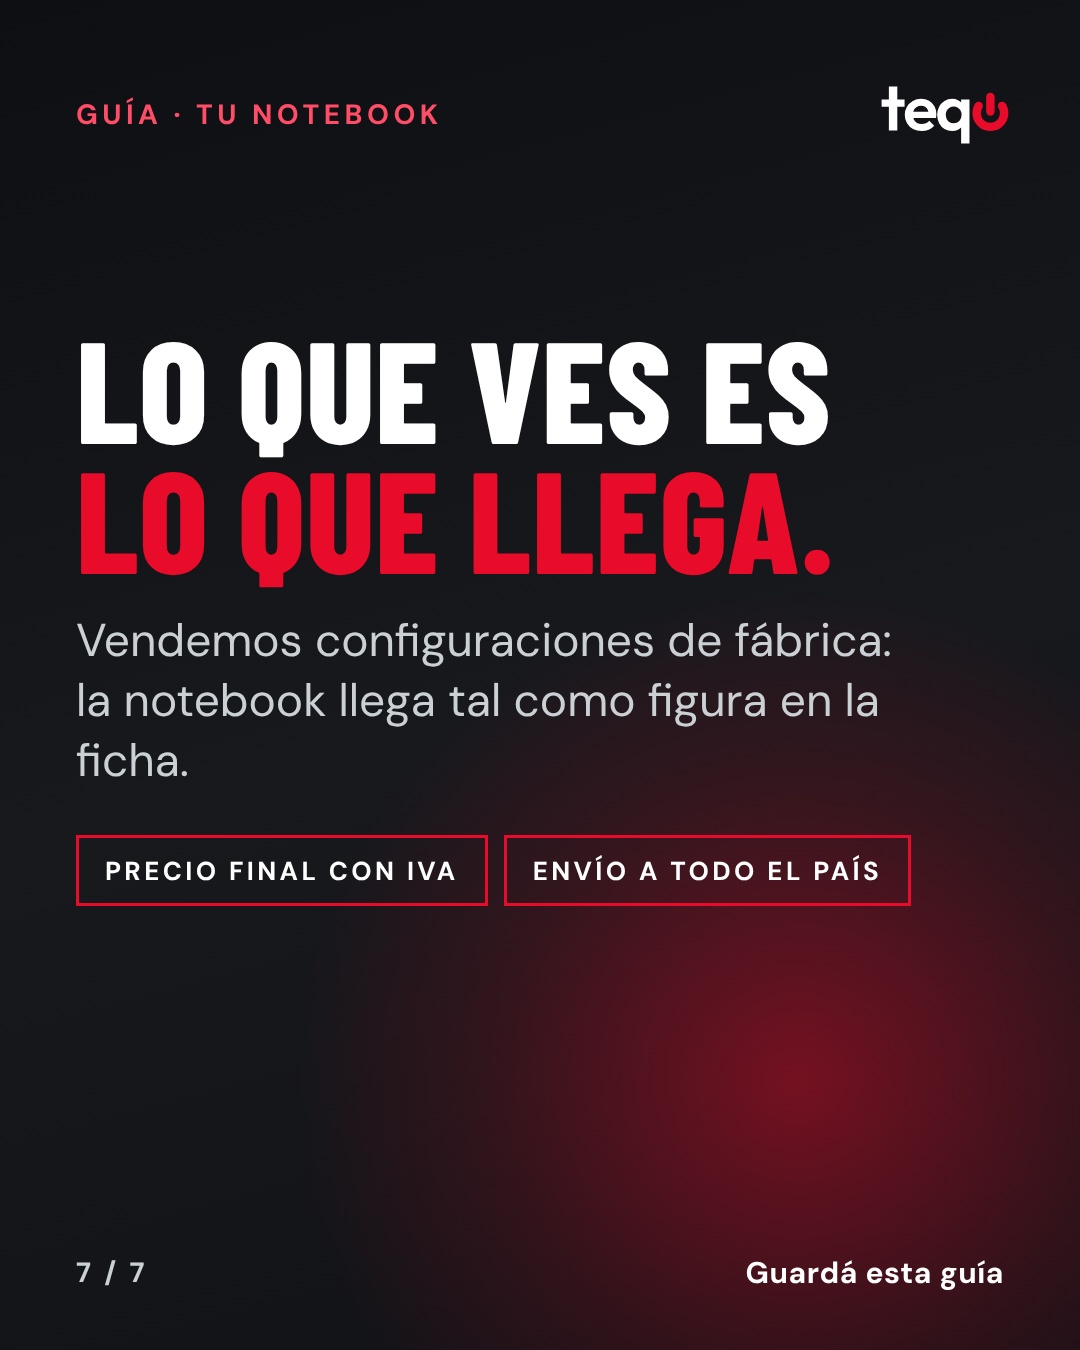 GUÍA · TU NOTEBOOK
teqo
LO QUE VES ES
LO QUE LLEGA.
Vendemos configuraciones de fábrica:
la notebook llega tal como figura en la
ficha.
PRECIO FINAL CON IVA
ENVÍO A TODO EL PAÍS
7 / 7
Guardá esta guía